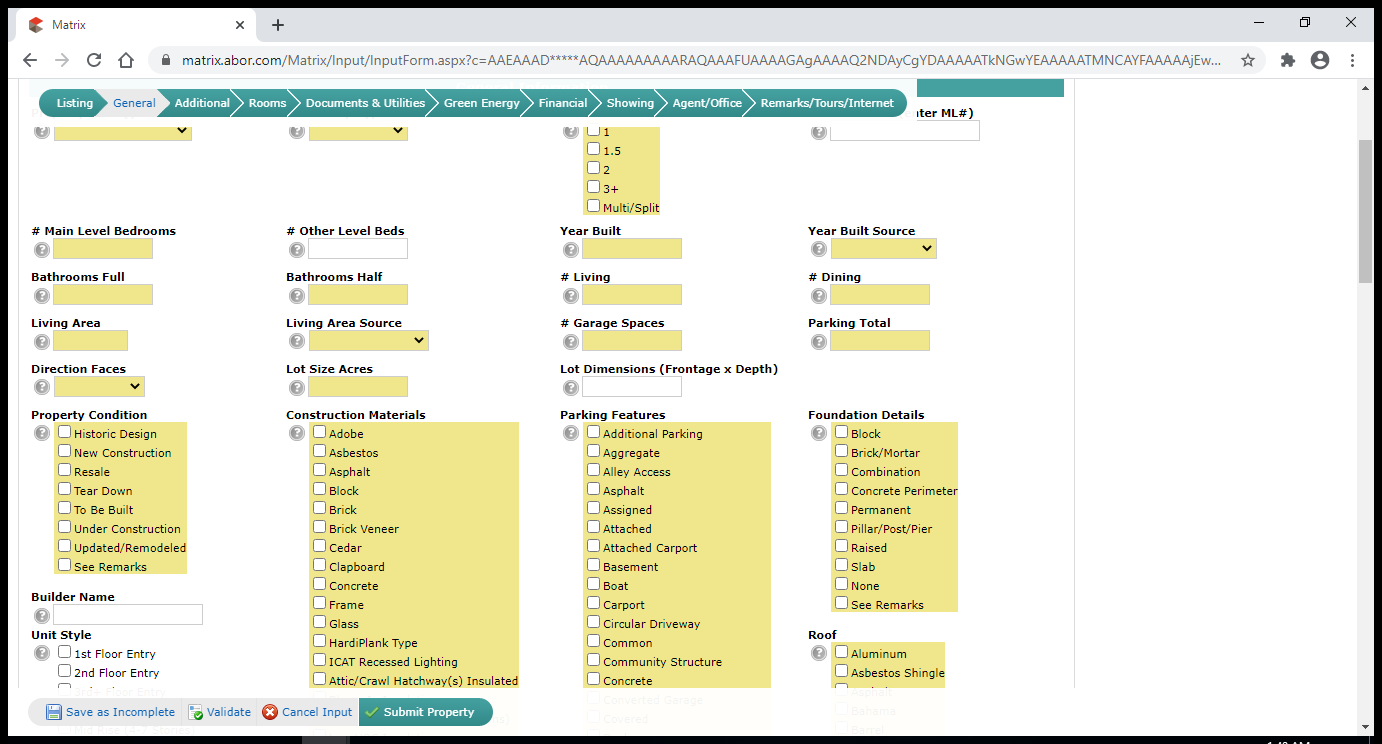 Matrix
matrix.abor.com/Matrix/Input/InputForm.aspx?c=AAEAAAD*****AQAAAAAAAAARAQAAAFUAAAAGAgAAAAQ2NDAyCgYDAAAAATkNGwYEAAAAATMNCAYFAAAAAjEw...
Listing General Additional Rooms Documents & Utilities Green Energy Financial Showing Agent/Office Remarks/Tours/Internet
ter ML#)
1
1.5
2
3+
Multi/Split
# Main Level Bedrooms # Other Level Beds Year Built Year Built Source
Bathrooms Full Bathrooms Half # Living # Dining
Living Area Living Area Source # Garage Spaces Parking Total
Direction Faces Lot Size Acres Lot Dimensions (Frontage x Depth)
Property Condition Construction Materials Parking Features Foundation Details
Historic Design Adobe Additional Parking Block
New Construction Asbestos Aggregate Brick/Mortar
Resale Asphalt Alley Access Combination
Tear Down Block Asphalt Concrete Perimeter
To Be Built Brick Assigned Permanent
Under Construction Brick Veneer Attached Pillar/Post/Pier
Updated/Remodeled Cedar Attached Carport Raised
See Remarks Clapboard Basement Slab
Concrete Boat None
Builder Name Frame Carport See Remarks
Glass Circular Driveway
Unit Style HardiPlank Type Common Roof
1st Floor Entry ICAT Recessed Lighting Community Structure Aluminum
2nd Floor Entry Attic/Crawl Hatchway(s) Insulated Concrete Asbestos Shingle
3rd+ Floor Entry Converted Garage
Save as Incomplete Validate Cancel Input Submit Property Covered Bahama